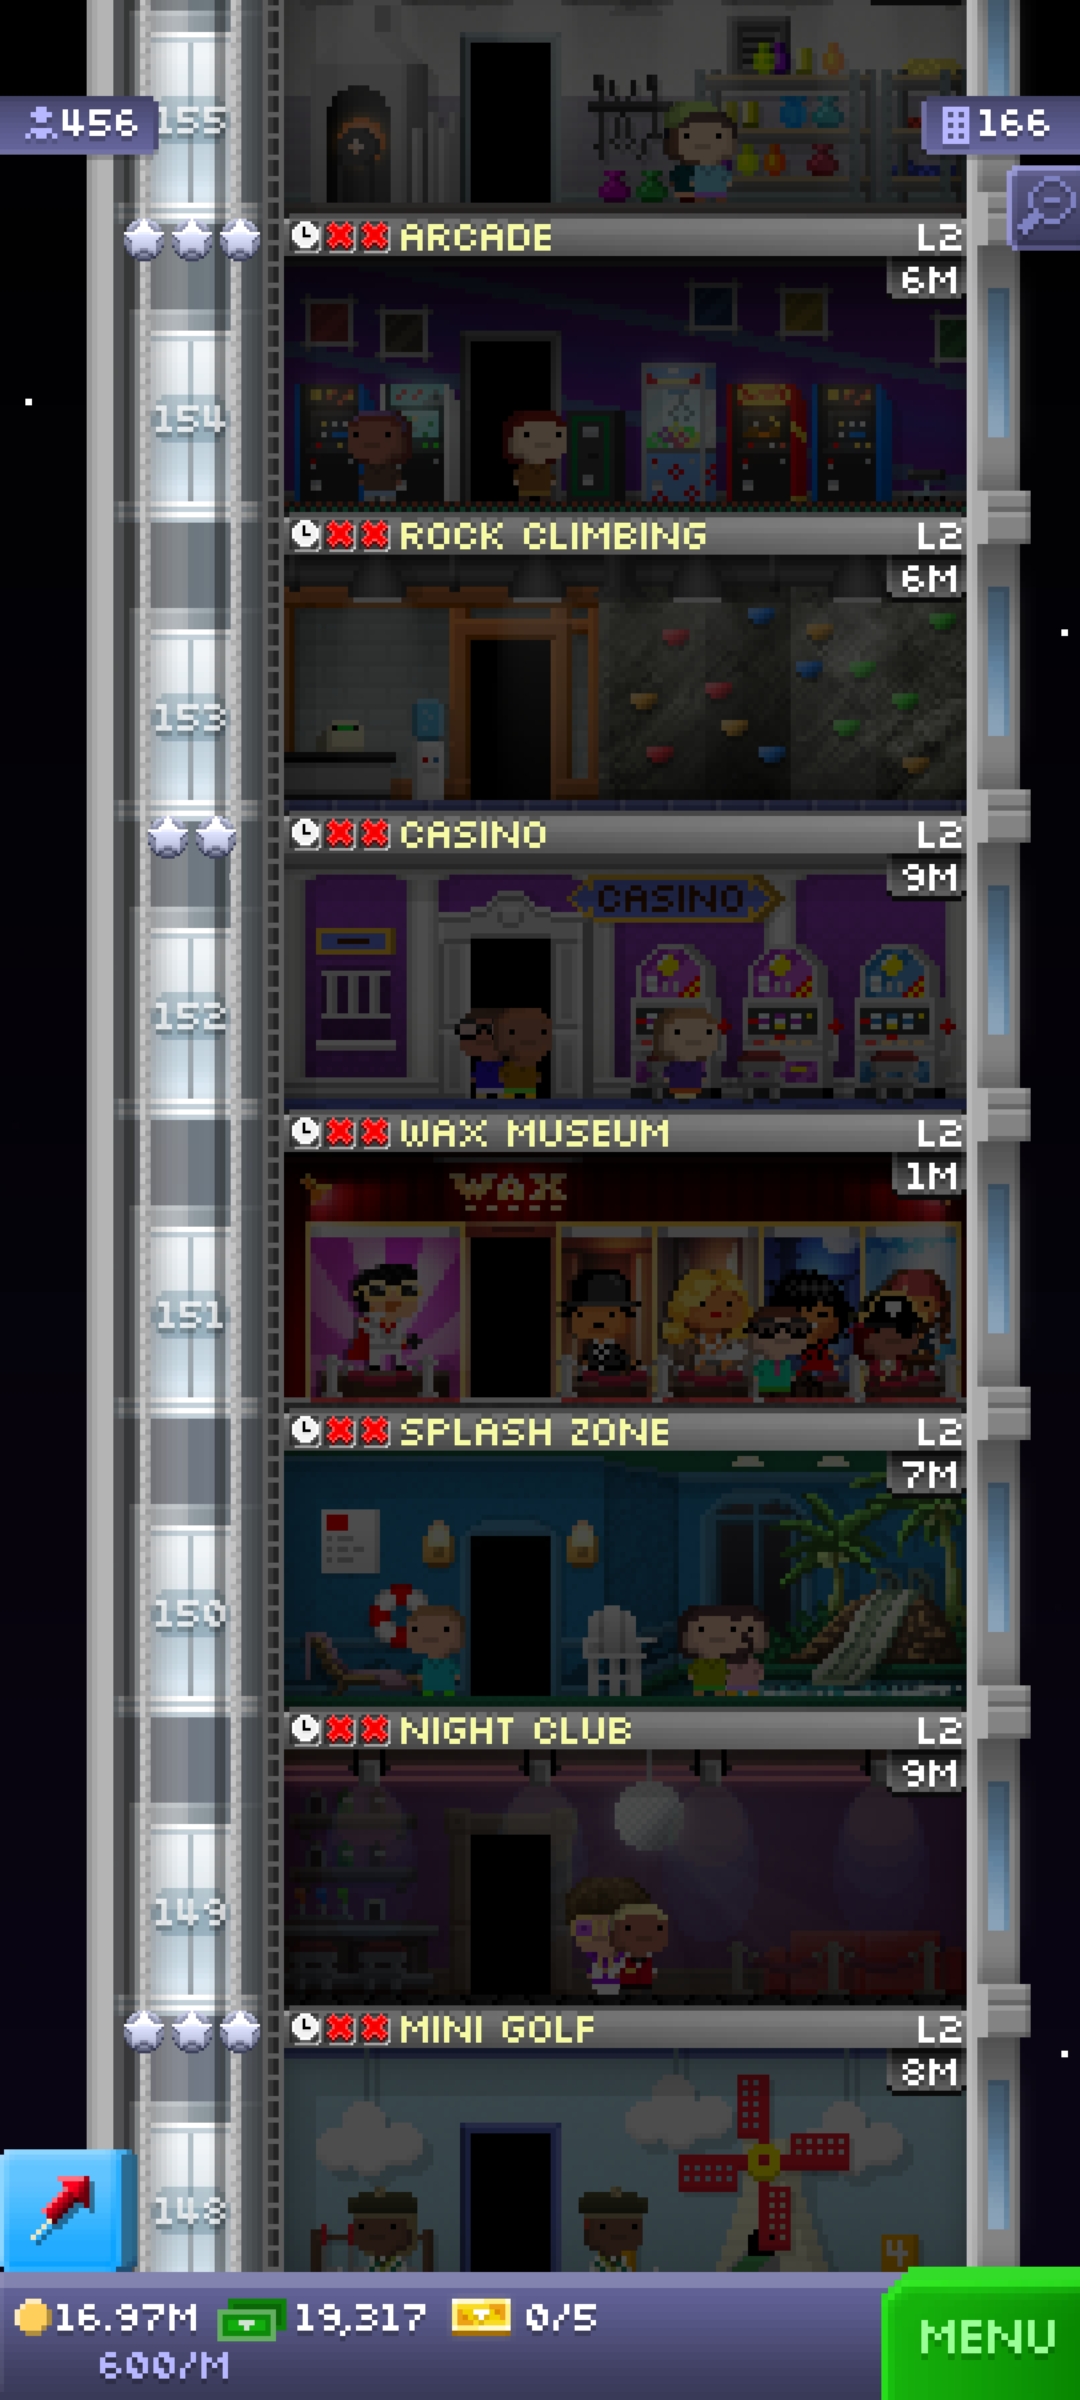 456
155
166
ARCADE L2
6M
154
ROCK CLIMBING L2
6M
153
CASINO L2
9M
CASINO
152
WAX MUSEUM L2
1M
WAX
151
SPLASH ZONE L2
7M
150
NIGHT CLUB L2
9M
149
MINI GOLF L2
8M
148
4
16.97M 19,317 0/5
600/M
MENU